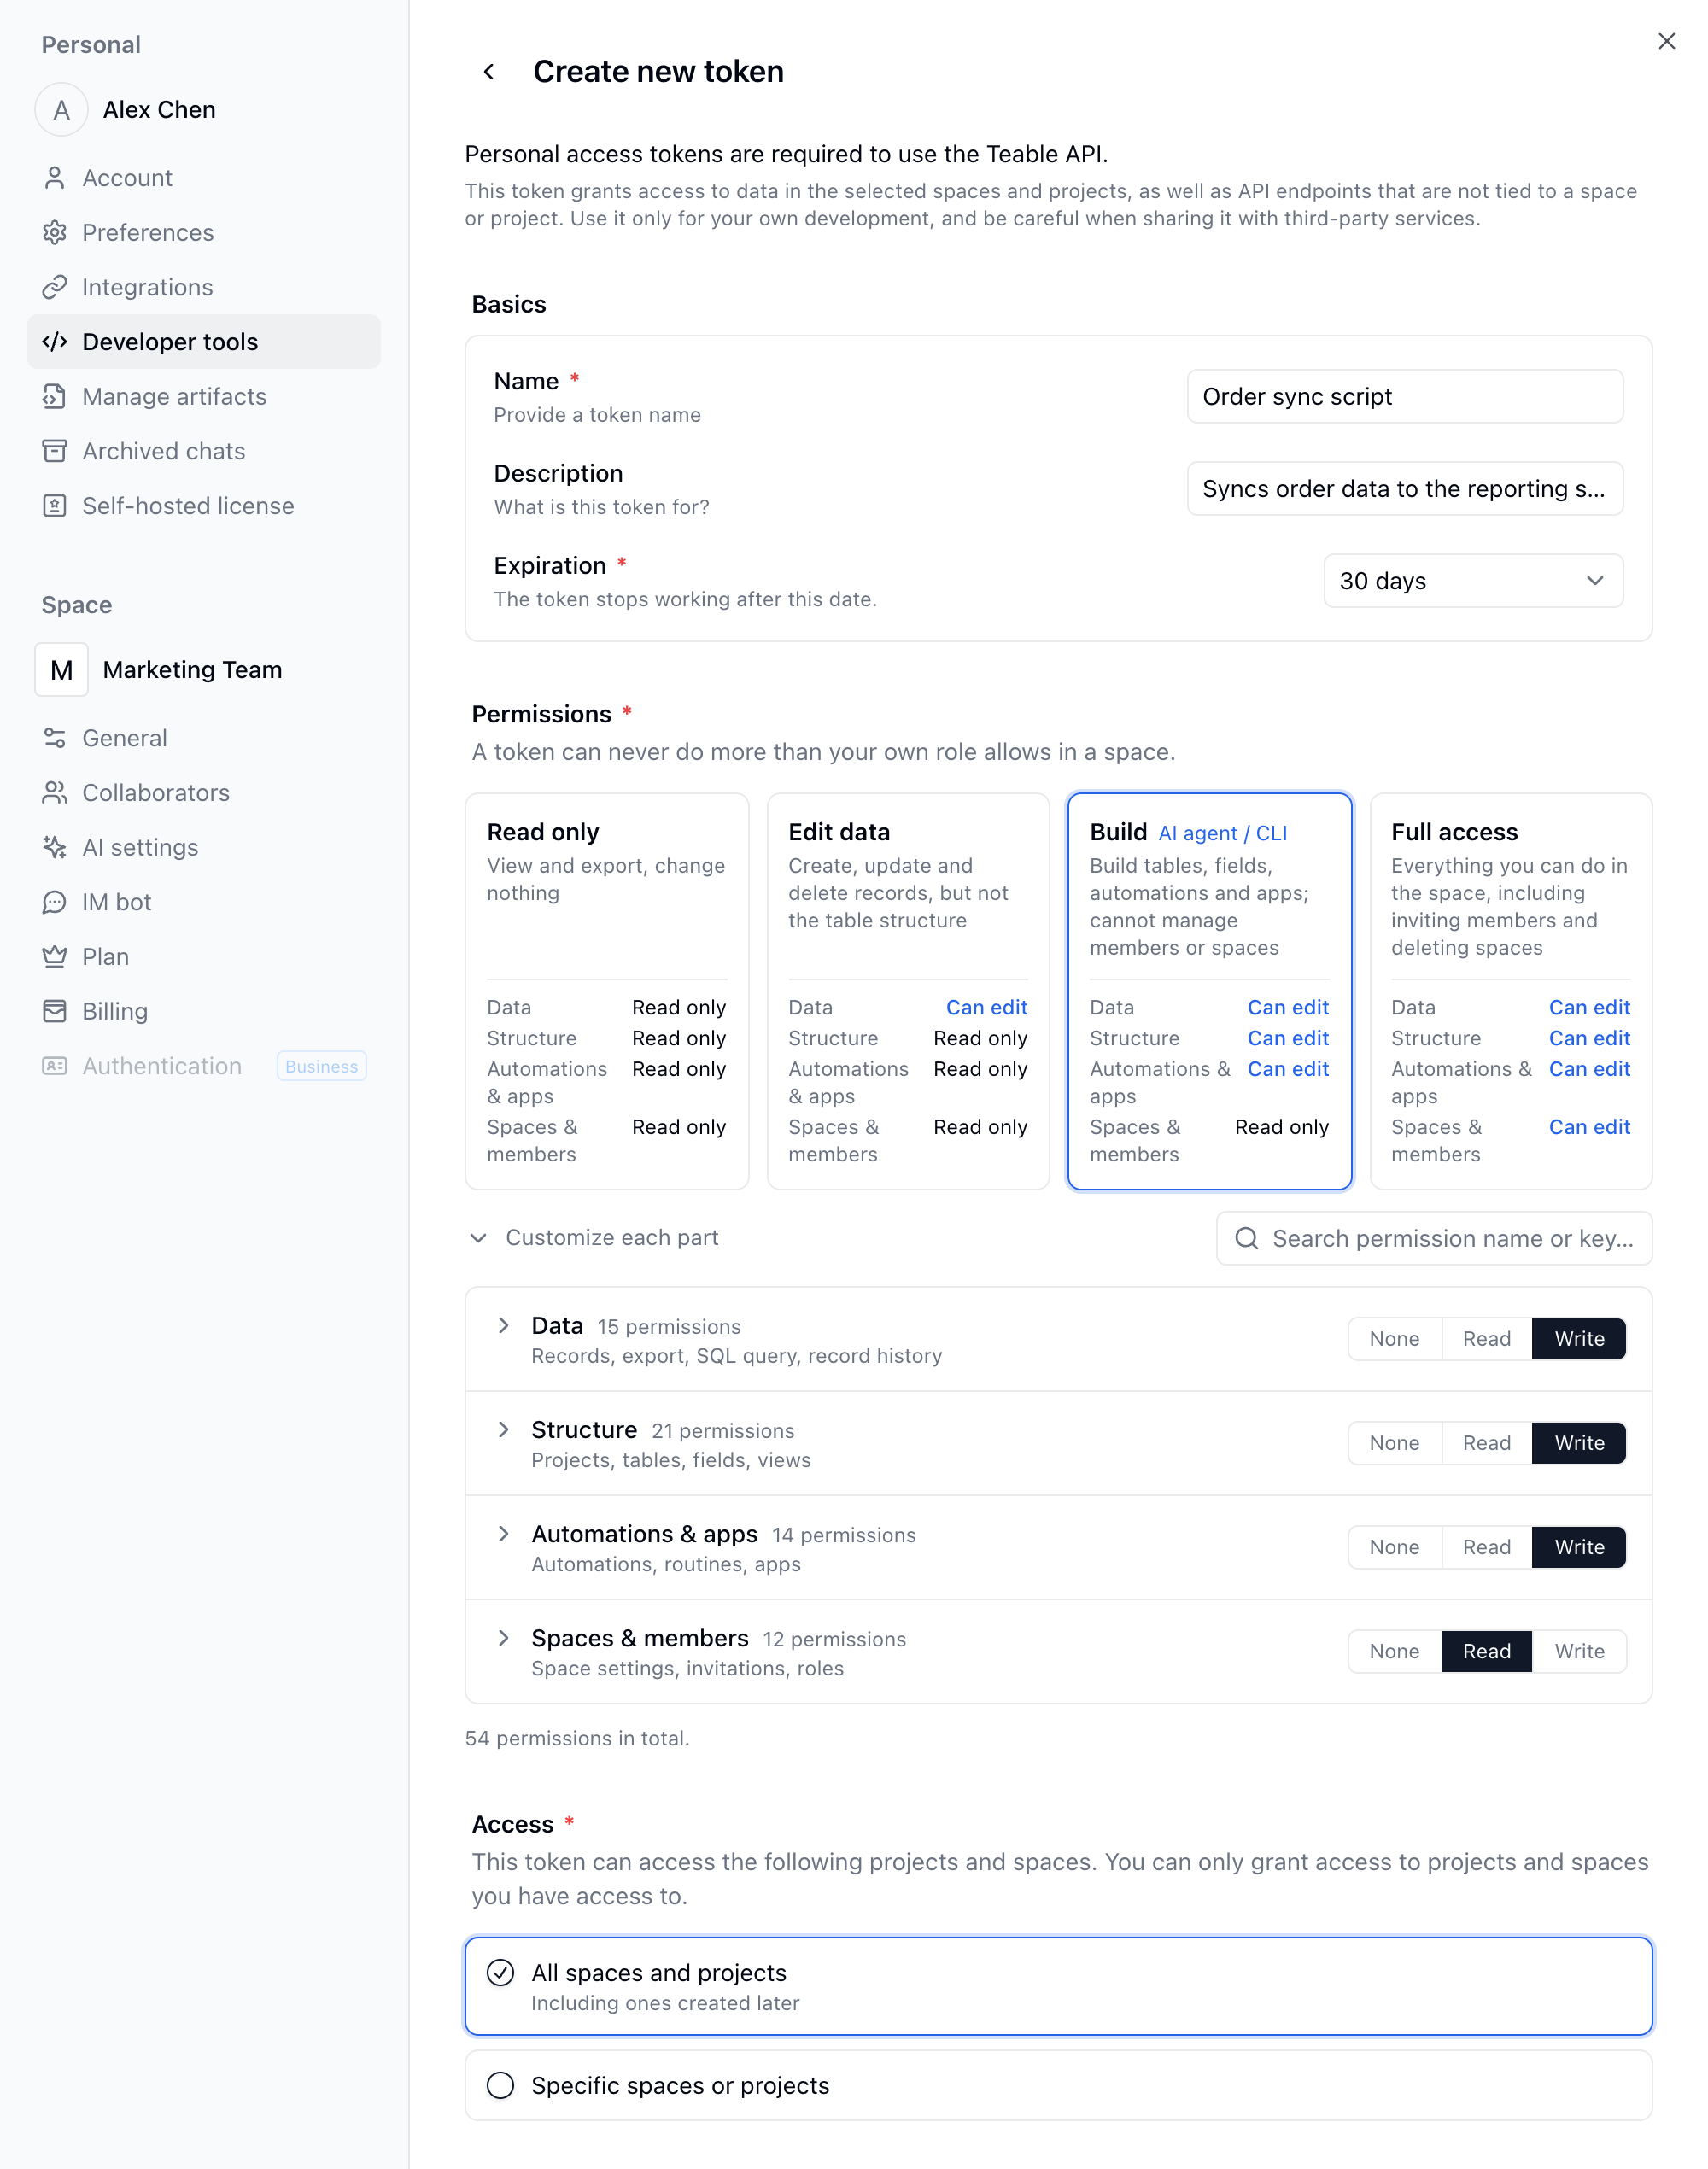 Personal
A
Alex Chen
Account
Preferences
Integrations
Developer tools
Manage artifacts
Archived chats
Self-hosted license
Space
M
Marketing Team
General
Collaborators
AI settings
IM bot
Plan
Billing
Authentication Business
Create new token
Personal access tokens are required to use the Teable API.
This token grants access to data in the selected spaces and projects, as well as API endpoints that are not tied to a space
or project. Use it only for your own development, and be careful when sharing it with third-party services.
Basics
Name *
Provide a token name
Order sync script
Description
What is this token for?
Syncs order data to the reporting s...
Expiration *
The token stops working after this date.
30 days
Permissions *
A token can never do more than your own role allows in a space.
Read only
View and export, change
nothing
Data Read only
Structure Read only
Automations Read only
& apps
Spaces & Read only
members
Edit data
Create, update and
delete records, but not
the table structure
Data Can edit
Structure Read only
Automations Read only
& apps
Spaces & Read only
members
Build AI agent / CLI
Build tables, fields,
automations and apps;
cannot manage
members or spaces
Data Can edit
Structure Can edit
Automations & Can edit
apps
Spaces & Read only
members
Full access
Everything you can do in
the space, including
inviting members and
deleting spaces
Data Can edit
Structure Can edit
Automations & Can edit
apps
Spaces & Can edit
members
Customize each part
Search permission name or key...
Data 15 permissions
Records, export, SQL query, record history
None Read Write
Structure 21 permissions
Projects, tables, fields, views
None Read Write
Automations & apps 14 permissions
Automations, routines, apps
None Read Write
Spaces & members 12 permissions
Space settings, invitations, roles
None Read Write
54 permissions in total.
Access *
This token can access the following projects and spaces. You can only grant access to projects and spaces
you have access to.
All spaces and projects
Including ones created later
Specific spaces or projects